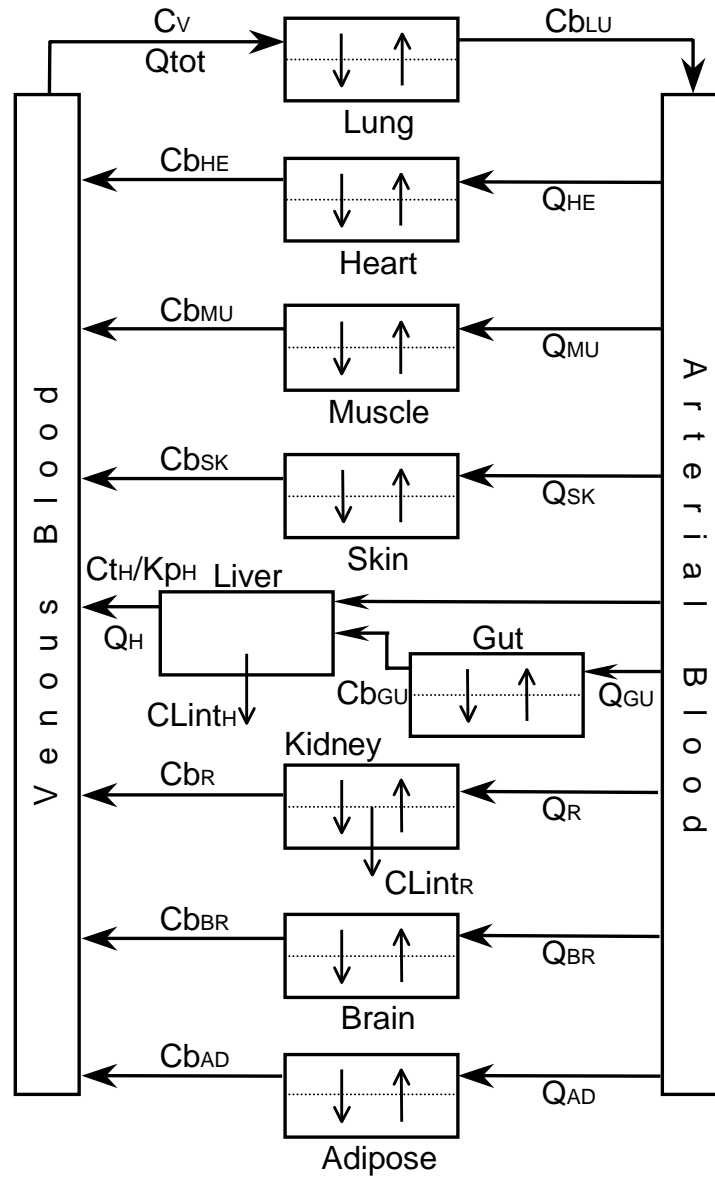 CV
CbLU
Qtot
Lung
CbHE
QHE
Heart
CbMU
QMU
Muscle
CbSK
QSK
Skin
CtH/KpH
Liver
QH
Gut
CbGU
QGU
CLintH
Kidney
CbR
QR
CLintR
CbBR
QBR
Brain
CbAD
QAD
Adipose
Venous Blood
Arterial Blood